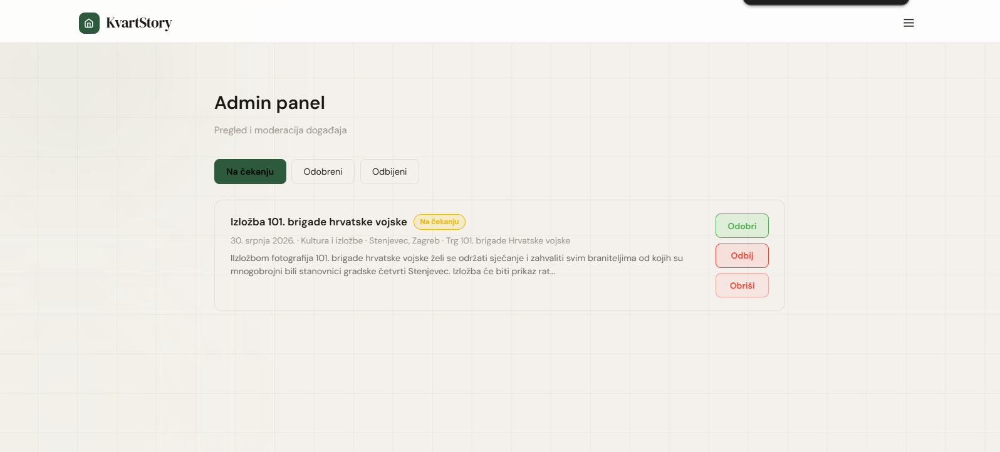 KvartStory
Admin panel
Pregled i moderacija događaja
Na čekanju
Odobreni
Odbijeni
Izložba 101. brigade hrvatske vojske
Na čekanju
30. srpnja 2026. · Kultura i izložbe · Stenjevec, Zagreb · Trg 101. brigade Hrvatske vojske
IIzložbom fotografija 101. brigade hrvatske vojske želi se održati sjećanje i zahvaliti svim braniteljima od kojih su
mnogobrojni bili stanovnici gradske četvrti Stenjevec. Izložba će biti prikaz rat...
Odobri
Odbij
Obriši